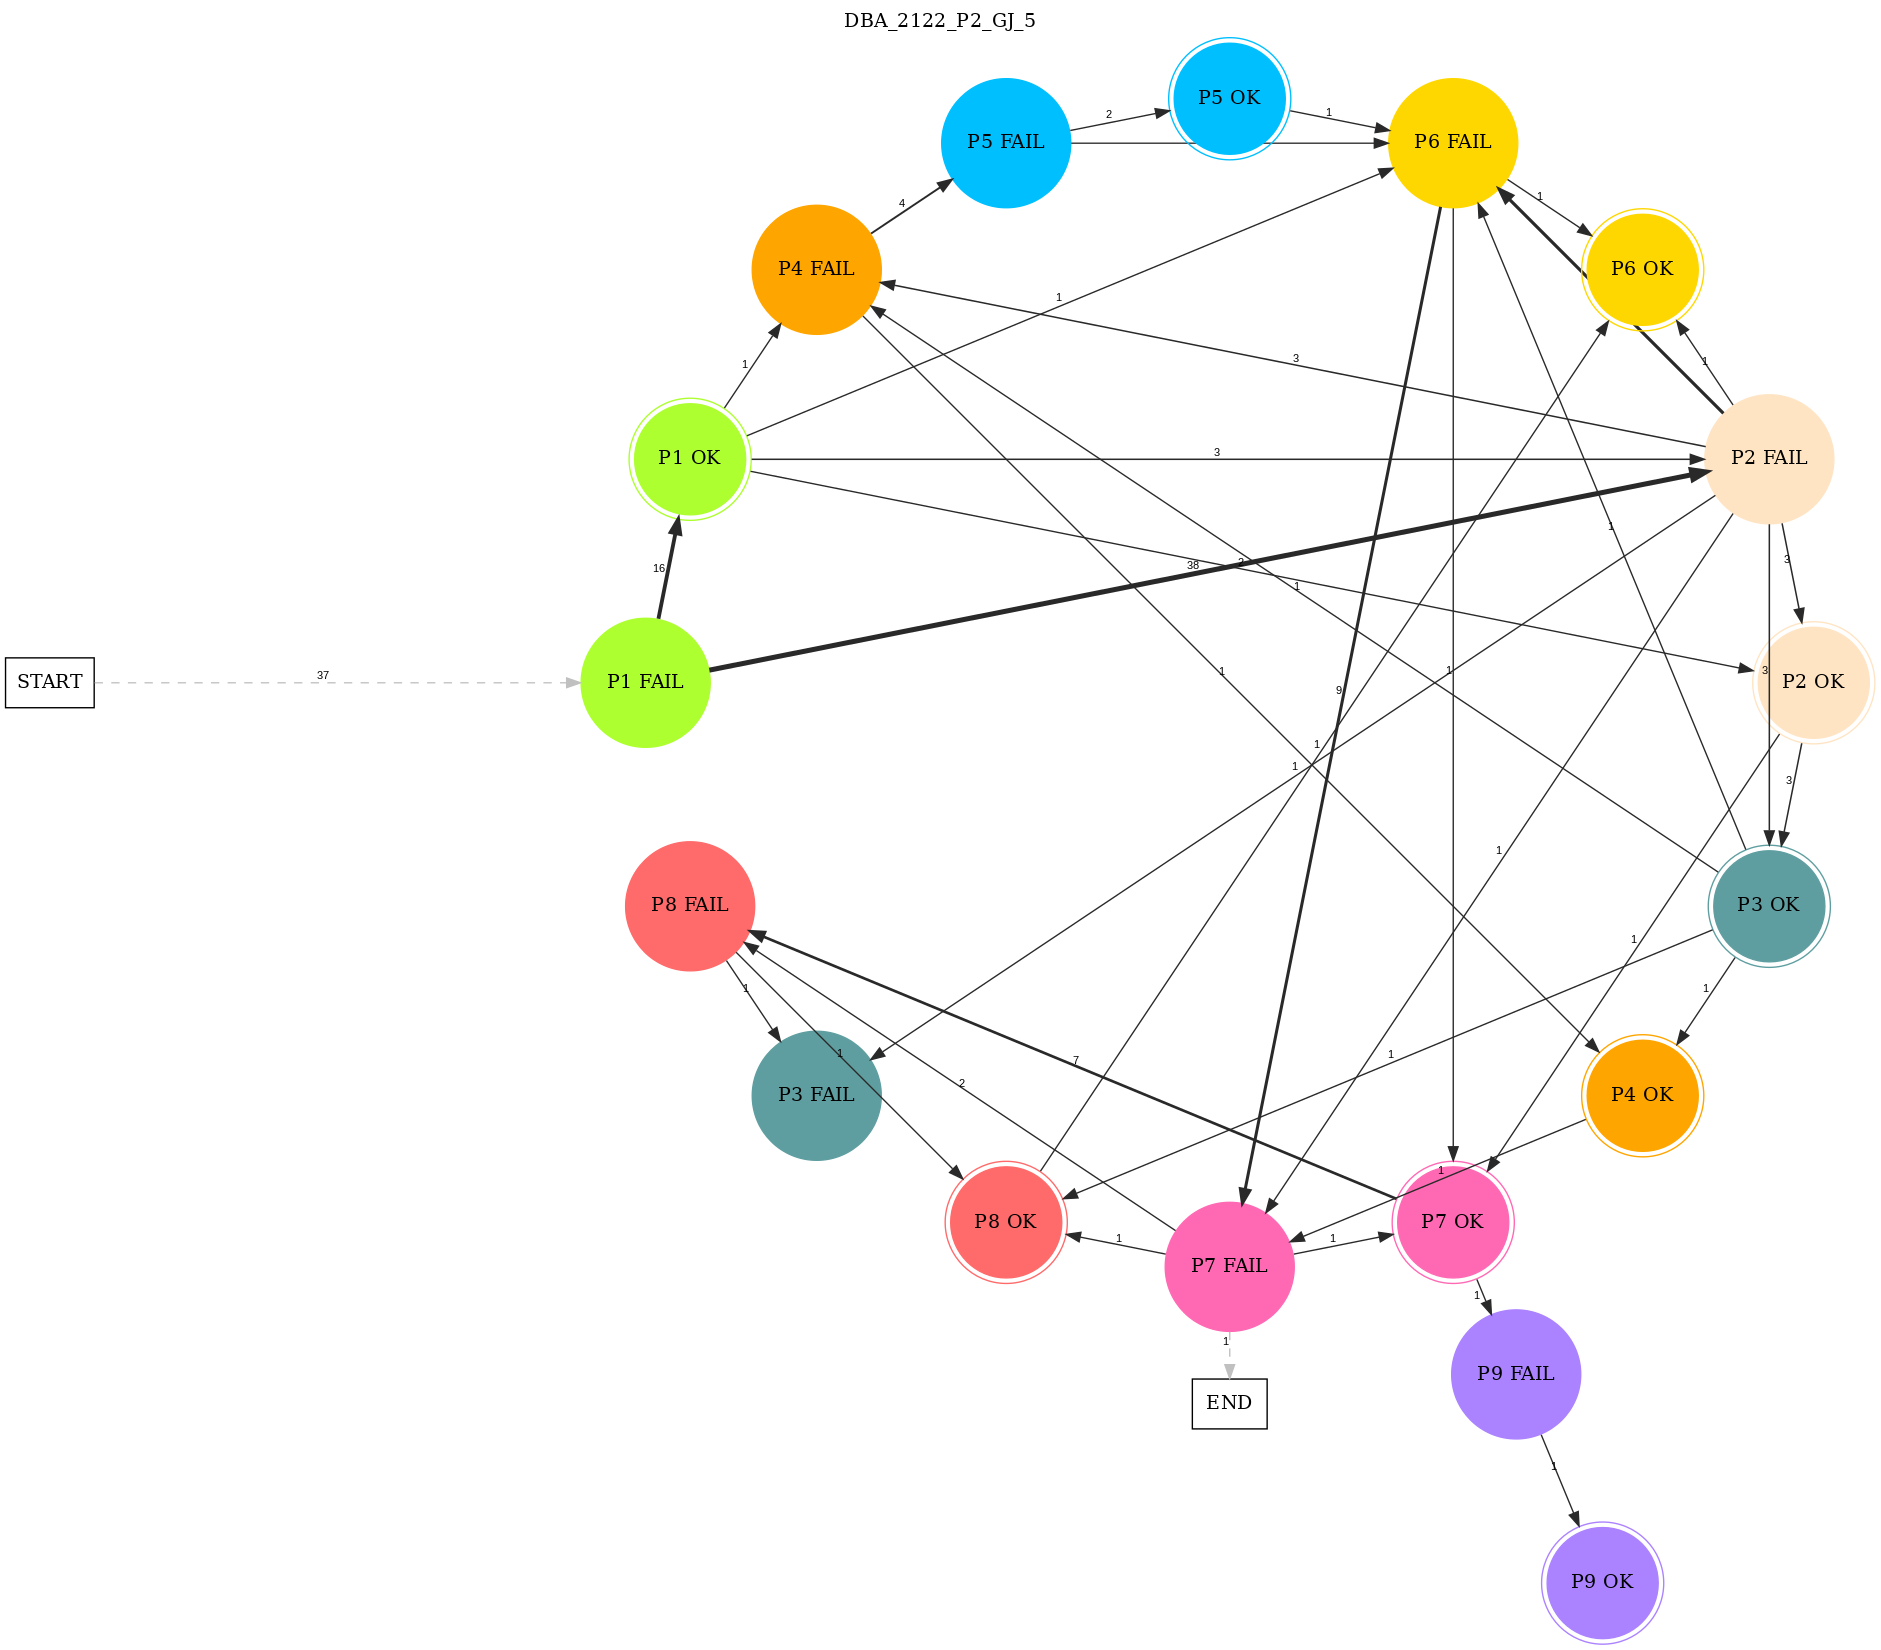 DBA_2122_P2_GJ_5
P5 OK
2
1
P5 FAIL
P6 FAIL
1
4
P4 FAIL
P6 OK
1
3
1
1
P1 OK
3
P2 FAIL
1
16
38
2
3
1
START
37
P1 FAIL
1
1
9
3
P2 OK
1
1
3
1
P8 FAIL
P3 OK
1
1
1
1
1
7
2
P3 FAIL
P4 OK
1
P8 OK
P7 OK
1
1
P7 FAIL
1
1
P9 FAIL
END
1
P9 OK